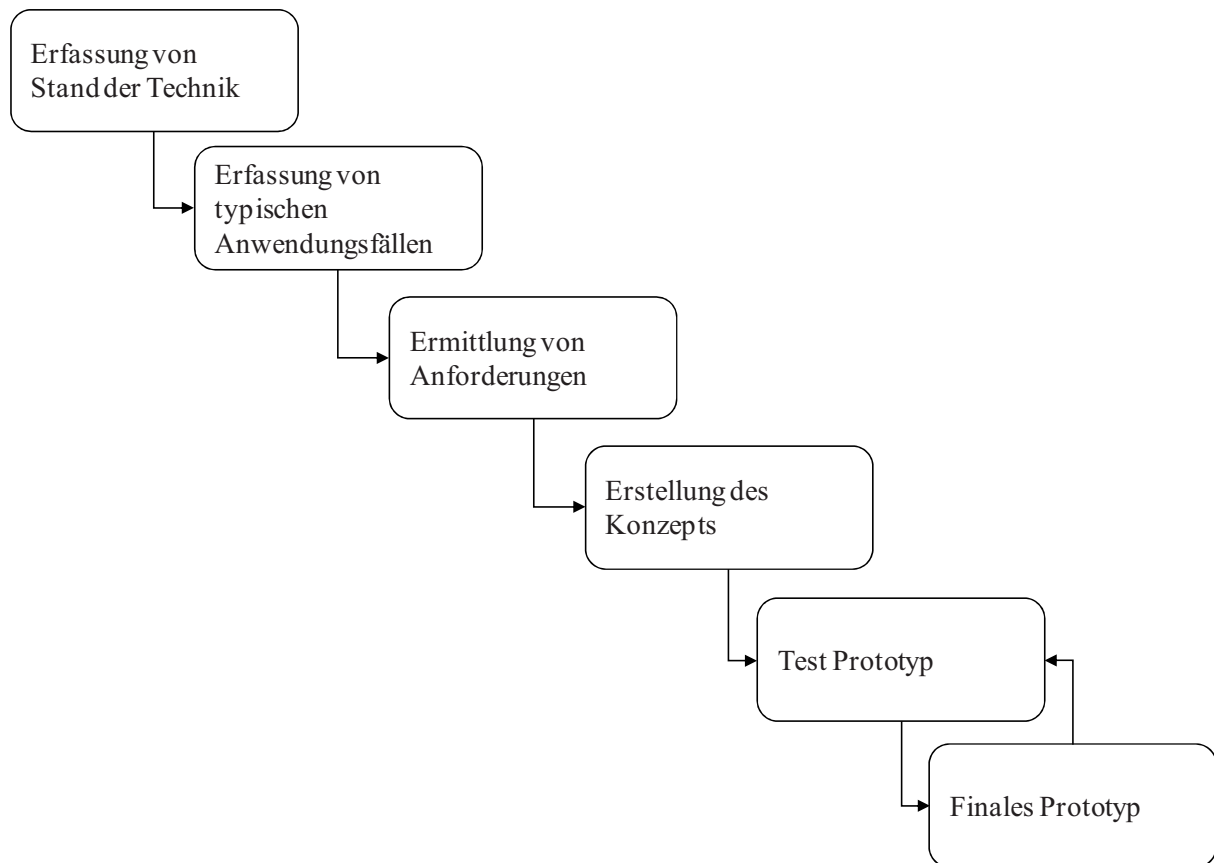 Erfassung von
Stand der Technik
Erfassung von
typischen
Anwendungsfällen
Ermittlung von
Anforderungen
Erstellung des
Konzepts
Test Prototyp
Finales Prototyp